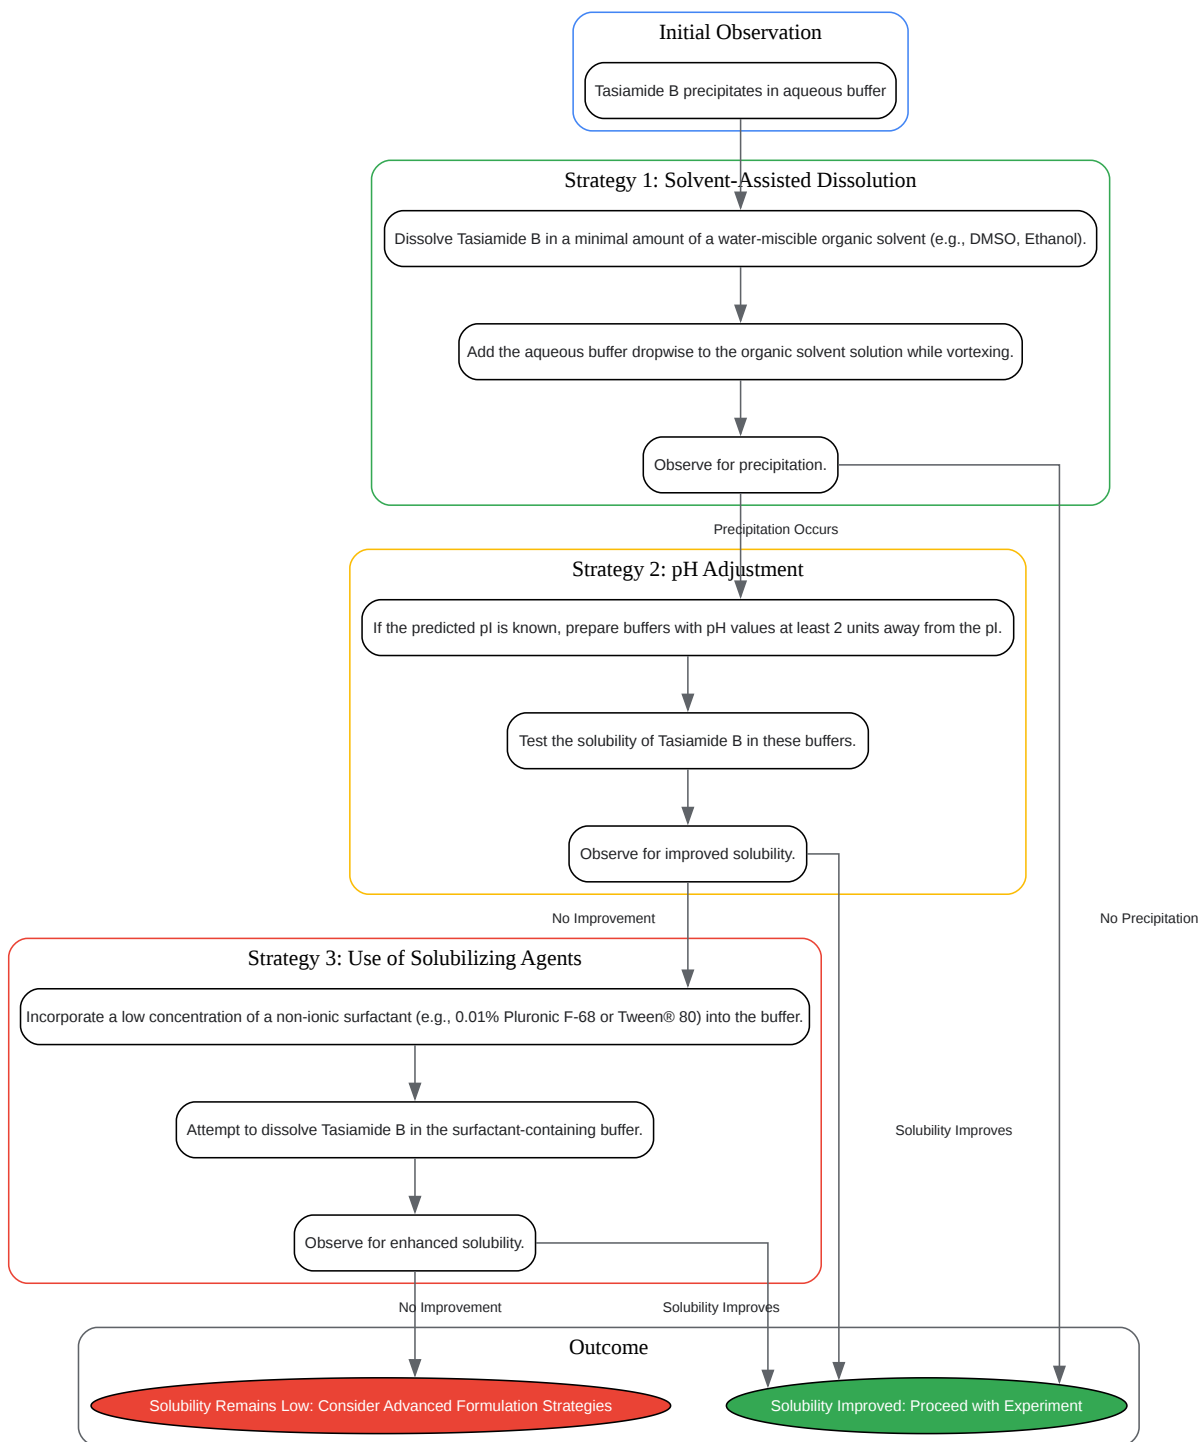 Initial Observation
Tasiamide B precipitates in aqueous buffer
Strategy 1: Solvent-Assisted Dissolution
Dissolve Tasiamide B in a minimal amount of a water-miscible organic solvent (e.g., DMSO, Ethanol).
Add the aqueous buffer dropwise to the organic solvent solution while vortexing.
Observe for precipitation.
Precipitation Occurs
Strategy 2: pH Adjustment
If the predicted pI is known, prepare buffers with pH values at least 2 units away from the pI.
Test the solubility of Tasiamide B in these buffers.
Observe for improved solubility.
No Improvement
No Precipitation
Strategy 3: Use of Solubilizing Agents
Incorporate a low concentration of a non-ionic surfactant (e.g., 0.01% Pluronic F-68 or Tween® 80) into the buffer.
Attempt to dissolve Tasiamide B in the surfactant-containing buffer.
Solubility Improves
Observe for enhanced solubility.
No Improvement
Solubility Improves
Outcome
Solubility Remains Low: Consider Advanced Formulation Strategies
Solubility Improved: Proceed with Experiment